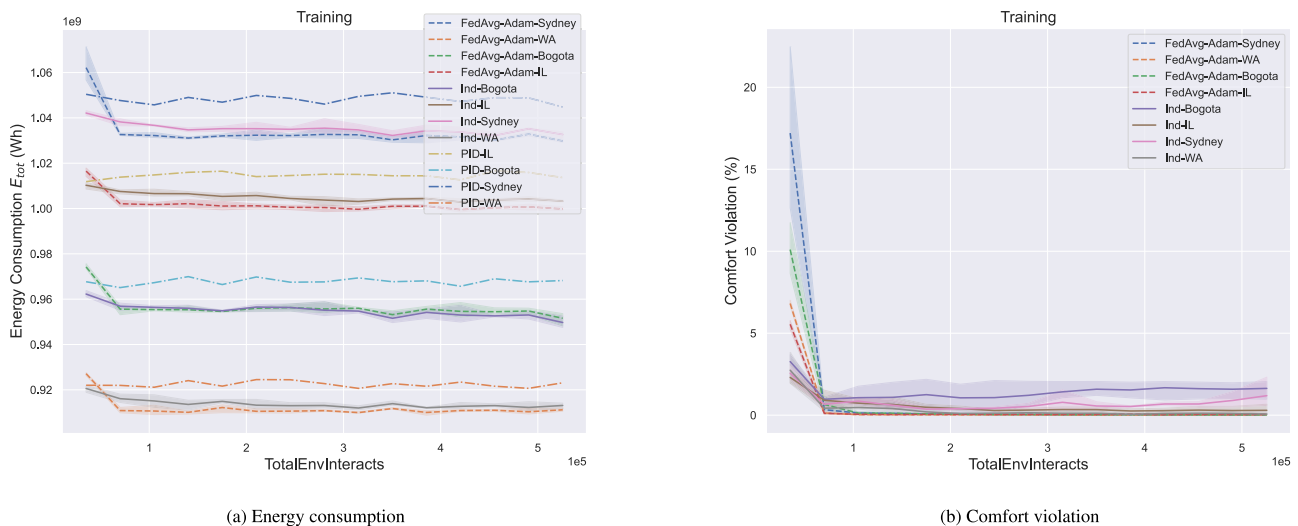 Training
1e9
1.06
1.04
1.02
1.00
0.98
0.96
0.94
0.92
Energy Consumption E_tot (Wh)
FedAvg-Adam-Sydney
FedAvg-Adam-WA
FedAvg-Adam-Bogota
FedAvg-Adam-IL
Ind-Bogota
Ind-IL
Ind-Sydney
Ind-WA
PID-IL
PID-Bogota
PID-Sydney
PID-WA
1 2 3 4 5
1e5
TotalEnvInteracts
(a) Energy consumption
Training
20
15
10
5
0
Comfort Violation (%)
FedAvg-Adam-Sydney
FedAvg-Adam-WA
FedAvg-Adam-Bogota
FedAvg-Adam-IL
Ind-Bogota
Ind-IL
Ind-Sydney
Ind-WA
1 2 3 4 5
1e5
TotalEnvInteracts
(b) Comfort violation